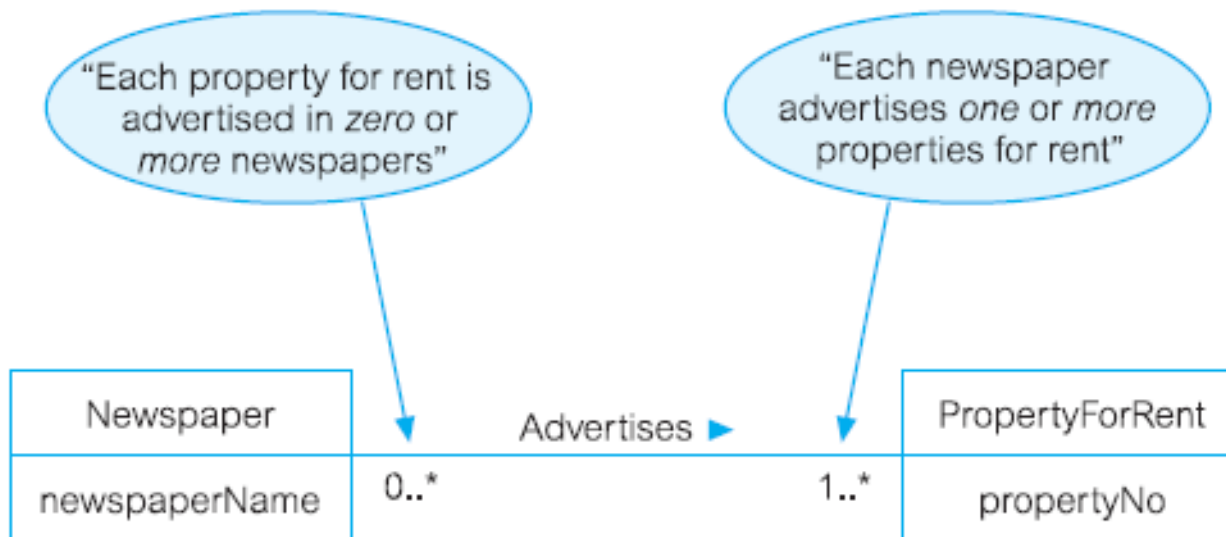 “Each property for rent is
advertised in zero or
more newspapers”
“Each newspaper
advertises one or more
properties for rent”
Newspaper
Advertises ►
PropertyForRent
newspaperName
0..*
1..*
propertyNo